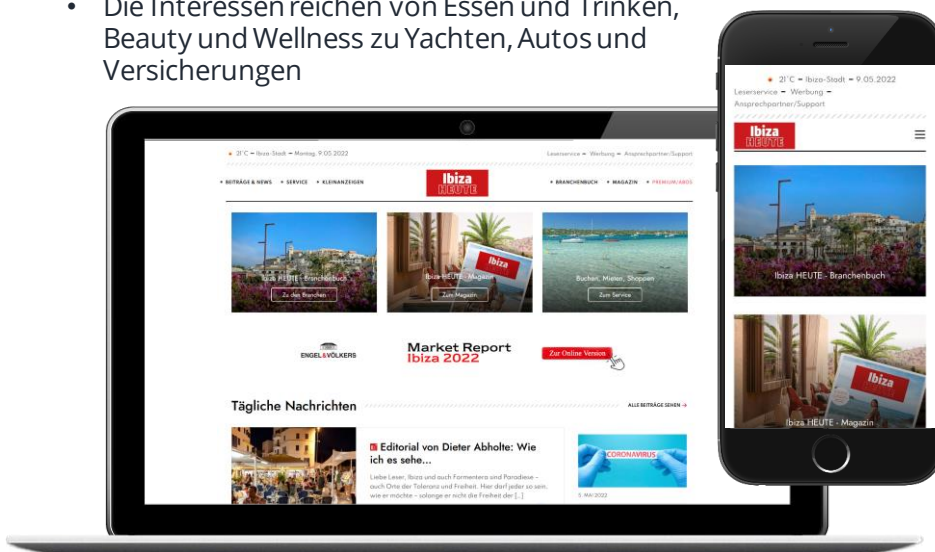 • Die Interessen reichen von Essen und Trinken,
Beauty und Wellness zu Yachten, Autos und
Versicherungen
21°C – Ibiza-Stadt – Montag, 9.05.2022
Leserservice – Werbung – Ansprechpartner/Support
• BEITRÄGE & NEWS • SERVICE • KLEINANZEIGEN
Ibiza
HEUTE
• BRANCHENBUCH • MAGAZIN • PREMIUM/ABOS
Ibiza HEUTE - Branchenbuch
Zu den Branchen
Ibiza
Ibiza HEUTE - Magazin
Zum Magazin
Buchen, Mieten, Shoppen
Zum Service
ENGEL&VÖLKERS
Market Report
Ibiza 2022
Zur Online Version
Tägliche Nachrichten
ALLE BEITRÄGE SEHEN →
Editorial von Dieter Abholte: Wie
ich es sehe...
Liebe Leser, Ibiza und auch Formentera sind Paradiese –
auch Orte der Toleranz und Freiheit. Hier darf jeder so sein,
wie er möchte – solange er nicht die Freiheit der [...]
CORONAVIRUS
5. MAI 2022
21°C – Ibiza-Stadt – 9.05.2022
Leserservice – Werbung –
Ansprechpartner/Support
Ibiza
HEUTE
Ibiza HEUTE - Branchenbuch
Ibiza
Ibiza HEUTE - Magazin